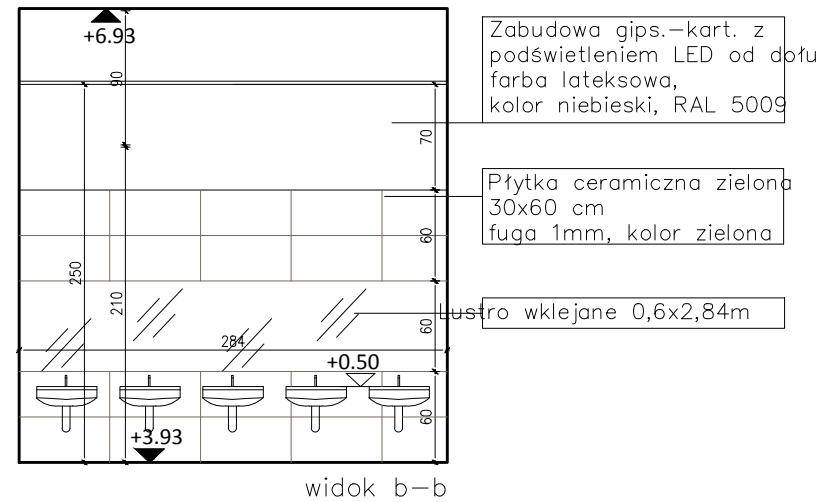 +6.93
90
Zabudowa gips.-kart. z
podświetleniem LED od dołu
farba lateksowa,
kolor niebieski, RAL 5009
70
Płytka ceramiczna zielona
30x60 cm
fuga 1mm, kolor zielona
60
250
210
Lustro wklejane 0,6x2,84m
60
284
+0.50
60
+3.93
widok b-b